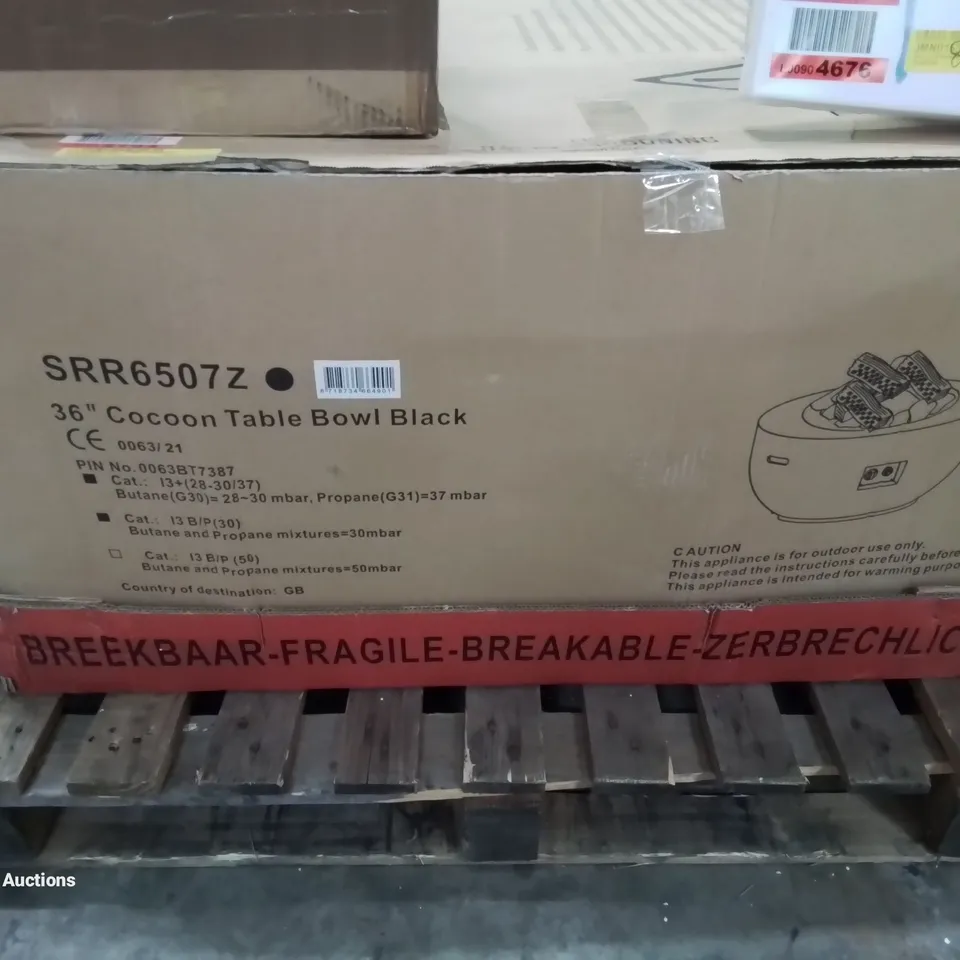 4676
SRR6507Z
36" Cocoon Table Bowl Black
CE 0063/21
PIN No.0063BT7387
Cat.: I3+(28-30/37)
Butane(G30)= 28~30 mbar, Propane(G31)=37 mbar
Cat.: I3 B/P(30)
Butane and Propane mixtures=30mbar
Cat.: I3 B/P (50)
Butane and Propane mixtures=50mbar
Country of destination: GB
CAUTION
This appliance is for outdoor use only.
Please read the instructions carefully before
This appliance is intended for warming purpo
BREEKBAAR-FRAGILE-BREAKABLE-ZERBRECHLIC
Auctions